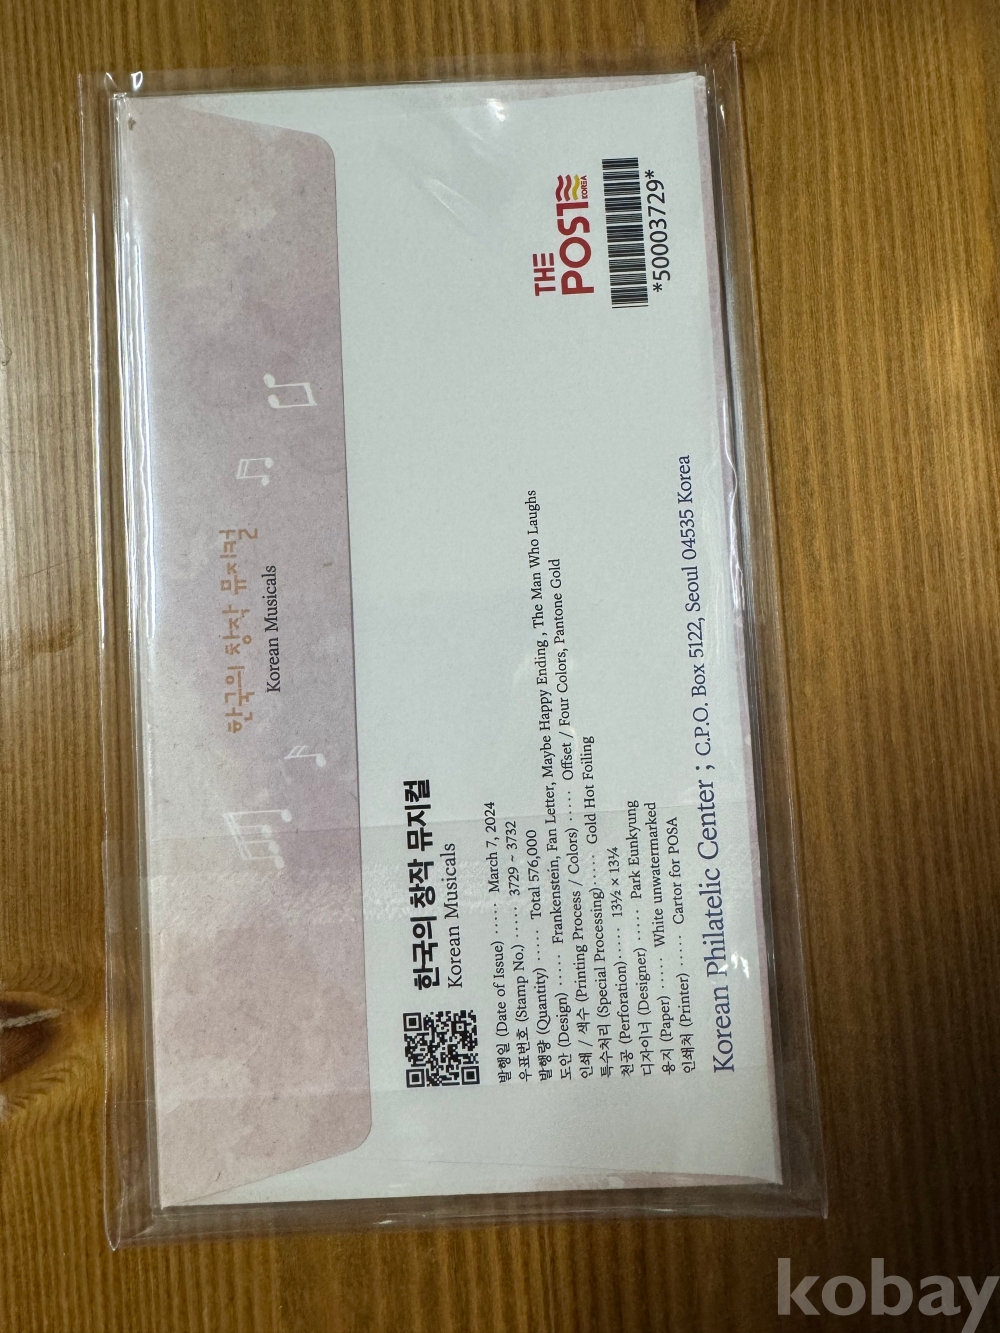 한국의 창작 뮤지컬
Korean Musicals
한국의 창작 뮤지컬
Korean Musicals
발행일 (Date of Issue) ····· March 7, 2024
우표번호 (Stamp No.) ····· 3729 ~ 3732
발행량 (Quantity) ····· Total 576,000
도안 (Design) ····· Frankenstein, Fan Letter, Maybe Happy Ending , The Man Who Laughs
인쇄 / 색수 (Printing Process / Colors) ····· Offset / Four Colors, Pantone Gold
특수처리 (Special Processing) ····· Gold Hot Foiling
천공 (Perforation) ····· 13½ × 13¼
디자이너 (Designer) ····· Park Eunkyung
용지 (Paper) ····· White unwatermarked
인쇄처 (Printer) ····· Cartor for POSA
Korean Philatelic Center ; C.P.O. Box 5122, Seoul 04535 Korea
THE
POST
KOREA
*50003729*
kobay